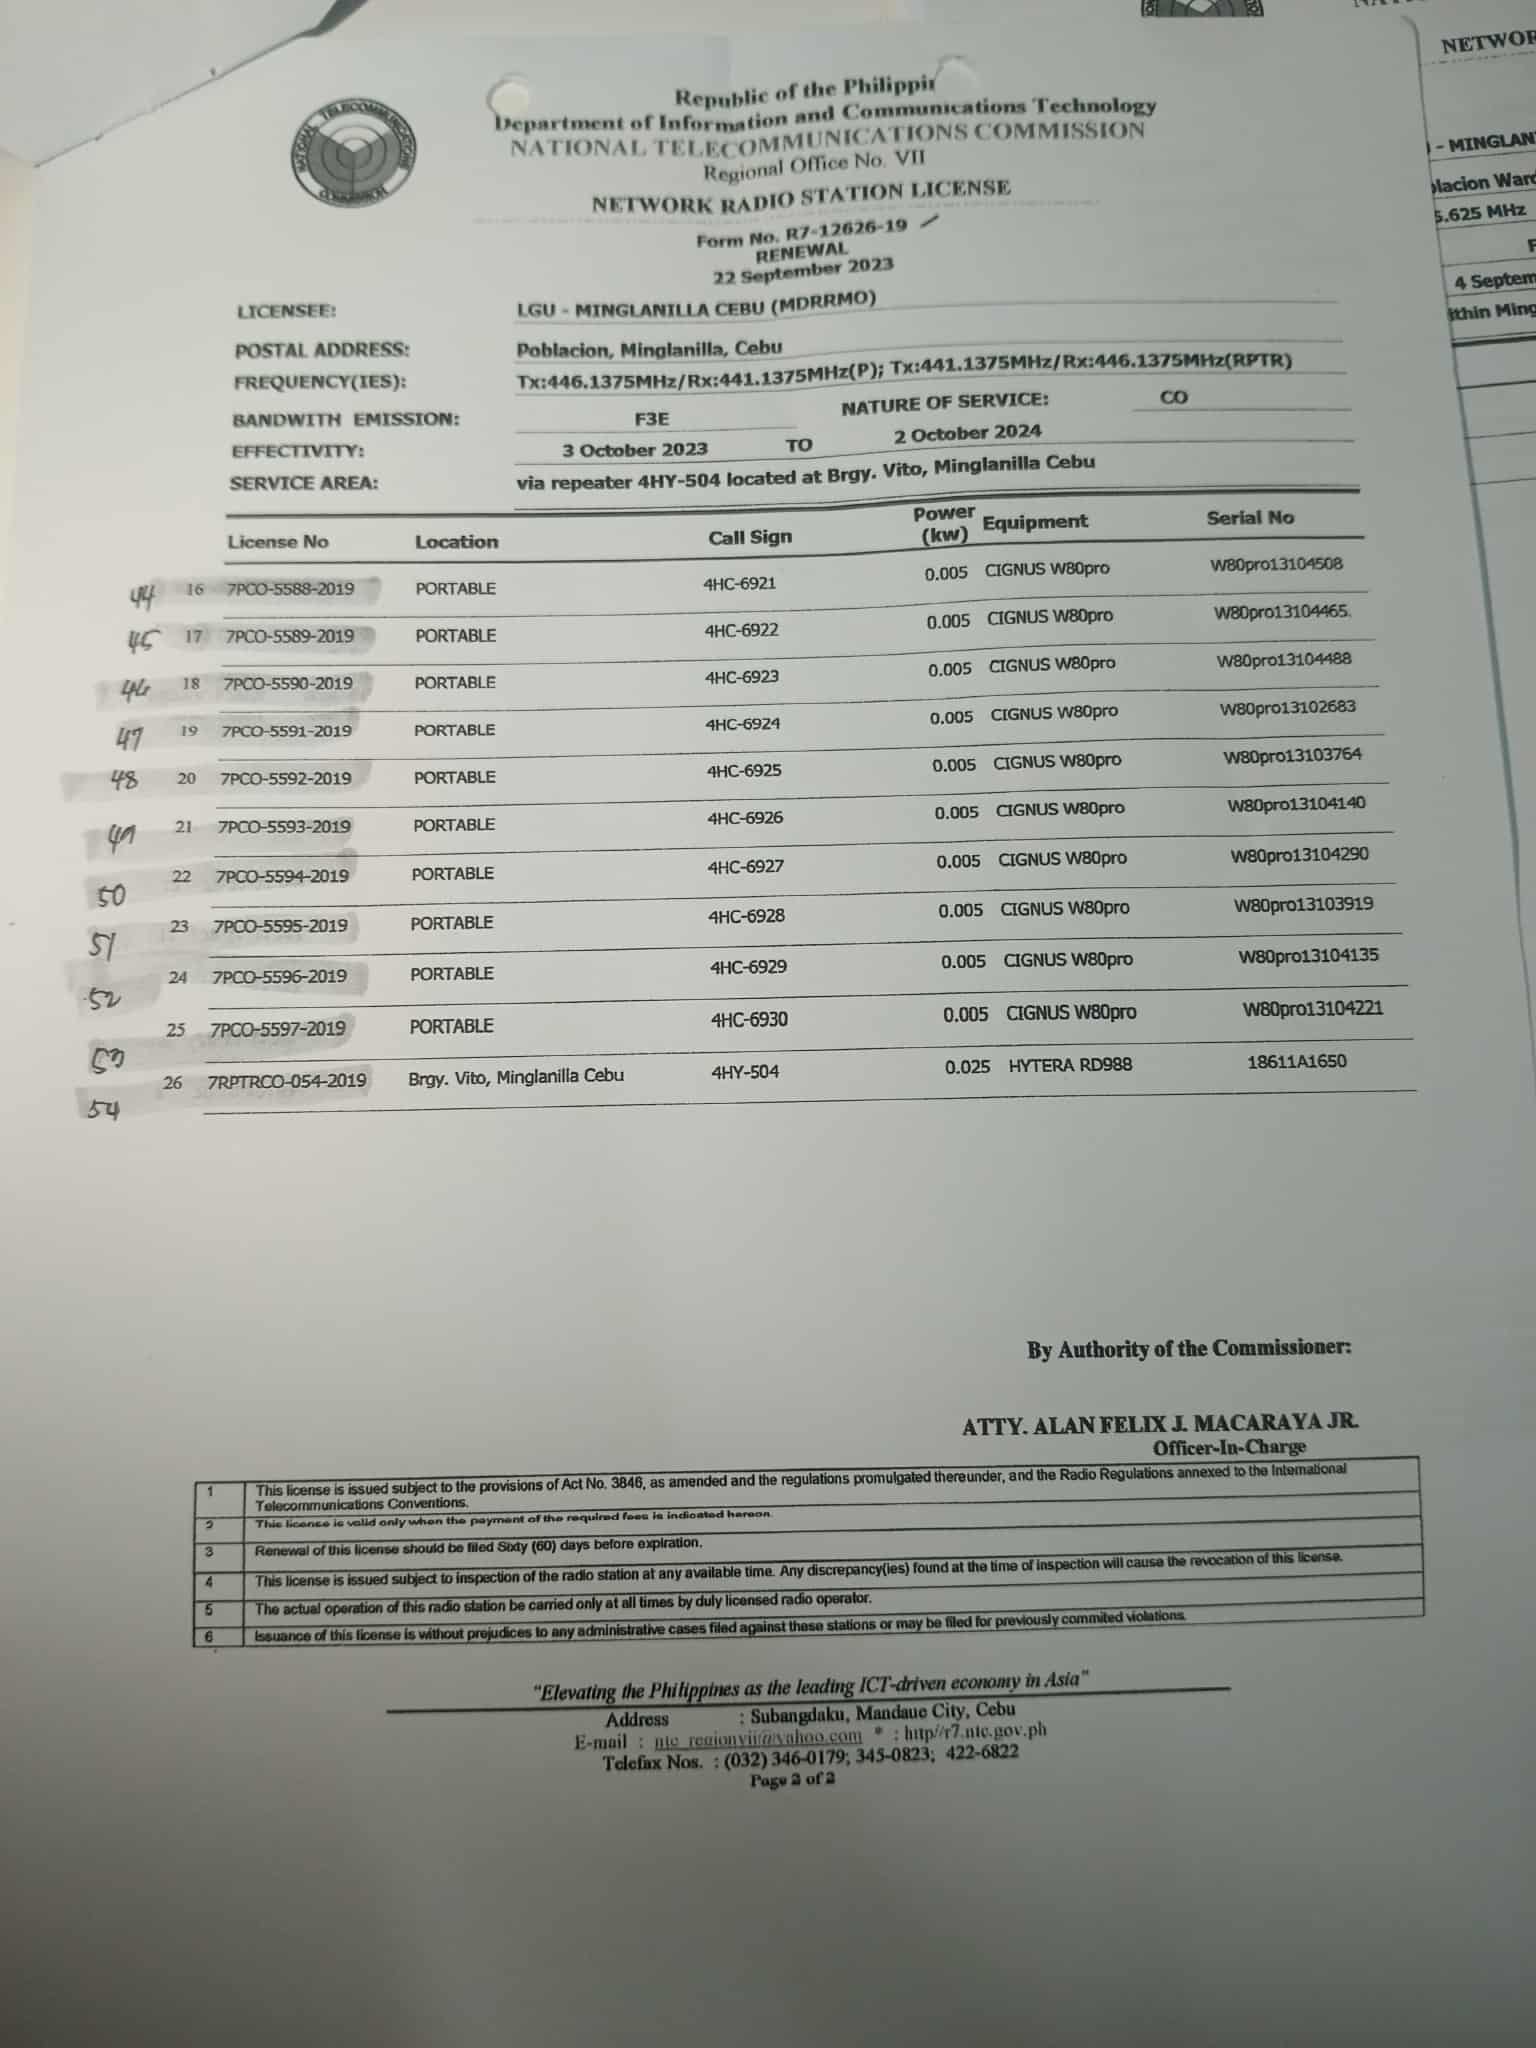 NATIONAL TELECOMMUNICATIONS COMMISSION
Republic of the Philippi
Department of Information and Communications Technology
NATIONAL TELECOMMUNICATIONS COMMISSION
Regional Office No. VII
NETWORK RADIO STATION LICENSE
Form No. R7-12626-19
RENEWAL
22 September 2023
LICENSEE: LGU - MINGLANILLA CEBU (MDRRMO)
POSTAL ADDRESS: Poblacion, Minglanilla, Cebu
FREQUENCY(IES): Tx:446.1375MHz/Rx:441.1375MHz(P); Tx:441.1375MHz/Rx:446.1375MHz(RPTR)
BANDWITH EMISSION: F3E NATURE OF SERVICE: CO
EFFECTIVITY: 3 October 2023 TO 2 October 2024
SERVICE AREA: via repeater 4HY-504 located at Brgy. Vito, Minglanilla Cebu
License No Location Call Sign Power (kw) Equipment Serial No
44 16 7PCO-5588-2019 PORTABLE 4HC-6921 0.005 CIGNUS W80pro W80pro13104508
45 17 7PCO-5589-2019 PORTABLE 4HC-6922 0.005 CIGNUS W80pro W80pro13104465.
46 18 7PCO-5590-2019 PORTABLE 4HC-6923 0.005 CIGNUS W80pro W80pro13104488
47 19 7PCO-5591-2019 PORTABLE 4HC-6924 0.005 CIGNUS W80pro W80pro13102683
48 20 7PCO-5592-2019 PORTABLE 4HC-6925 0.005 CIGNUS W80pro W80pro13103764
49 21 7PCO-5593-2019 PORTABLE 4HC-6926 0.005 CIGNUS W80pro W80pro13104140
50 22 7PCO-5594-2019 PORTABLE 4HC-6927 0.005 CIGNUS W80pro W80pro13104290
51 23 7PCO-5595-2019 PORTABLE 4HC-6928 0.005 CIGNUS W80pro W80pro13103919
52 24 7PCO-5596-2019 PORTABLE 4HC-6929 0.005 CIGNUS W80pro W80pro13104135
53 25 7PCO-5597-2019 PORTABLE 4HC-6930 0.005 CIGNUS W80pro W80pro13104221
54 26 7RPTRCO-054-2019 Brgy. Vito, Minglanilla Cebu 4HY-504 0.025 HYTERA RD988 18611A1650
By Authority of the Commissioner:
ATTY. ALAN FELIX J. MACARAYA JR.
Officer-In-Charge
1 This license is issued subject to the provisions of Act No. 3846, as amended and the regulations promulgated thereunder, and the Radio Regulations annexed to the International
Telecommunications Conventions.
2 This license is valid only when the payment of the required fees is indicated hereon.
3 Renewal of this license should be filed Sixty (60) days before expiration.
4 This license is issued subject to inspection of the radio station at any available time. Any discrepancy(ies) found at the time of inspection will cause the revocation of this license.
5 The actual operation of this radio station be carried only at all times by duly licensed radio operator.
6 Issuance of this license is without prejudices to any administrative cases filed against these stations or may be filed for previously commited violations.
"Elevating the Philippines as the leading ICT-driven economy in Asia"
Address : Subangdaku, Mandaue City, Cebu
E-mail : ntc_regionvii@yahoo.com * : http//r7.ntc.gov.ph
Telefax Nos. : (032) 346-0179; 345-0823; 422-6822
Page 2 of 2
NETWOR
- MINGLAN
lacion Ward
5.625 MHz
4 Septem
ithin Ming